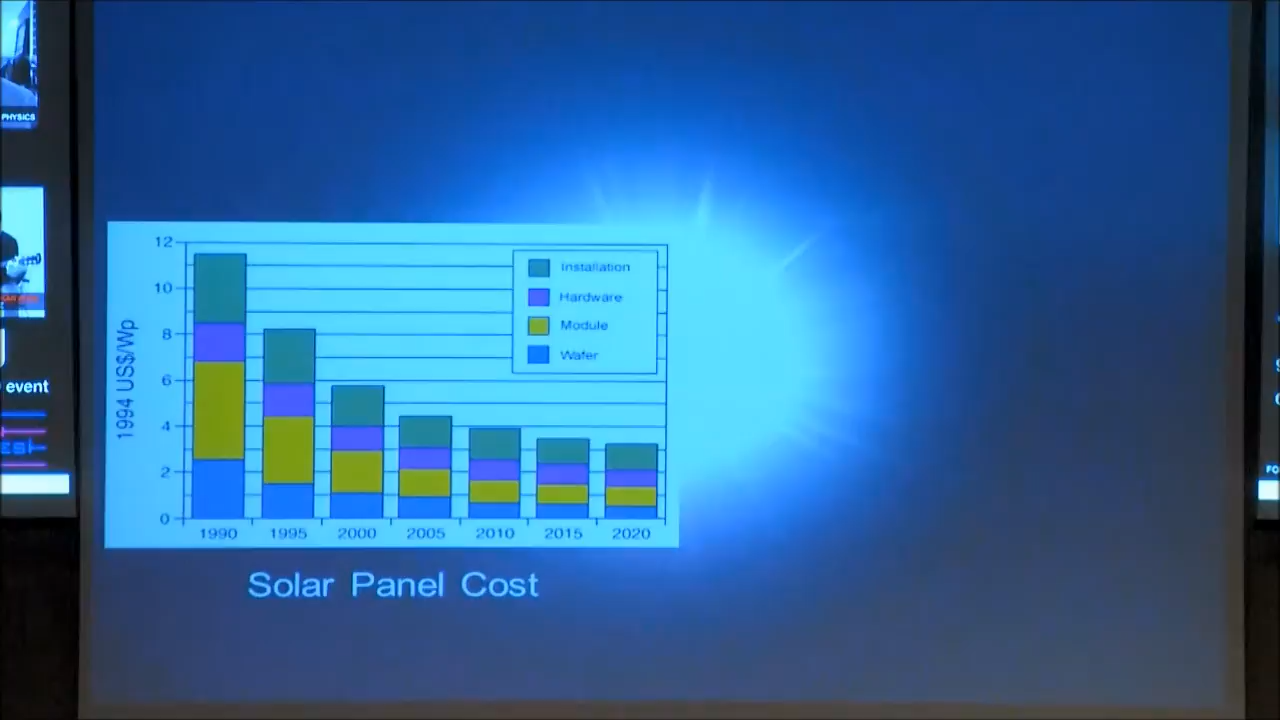 PHYSICS
event
12
10
8
6
4
2
0
1994 US$/Wp
Installation
Hardware
Module
Wafer
1990 1995 2000 2005 2010 2015 2020
Solar Panel Cost
FO